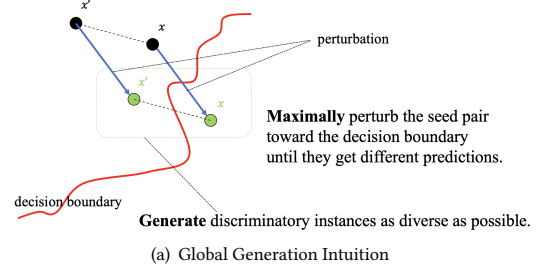 x′
x
perturbation
x′
x
Maximally perturb the seed pair
toward the decision boundary
until they get different predictions.
decision boundary
Generate discriminatory instances as diverse as possible.
(a) Global Generation Intuition